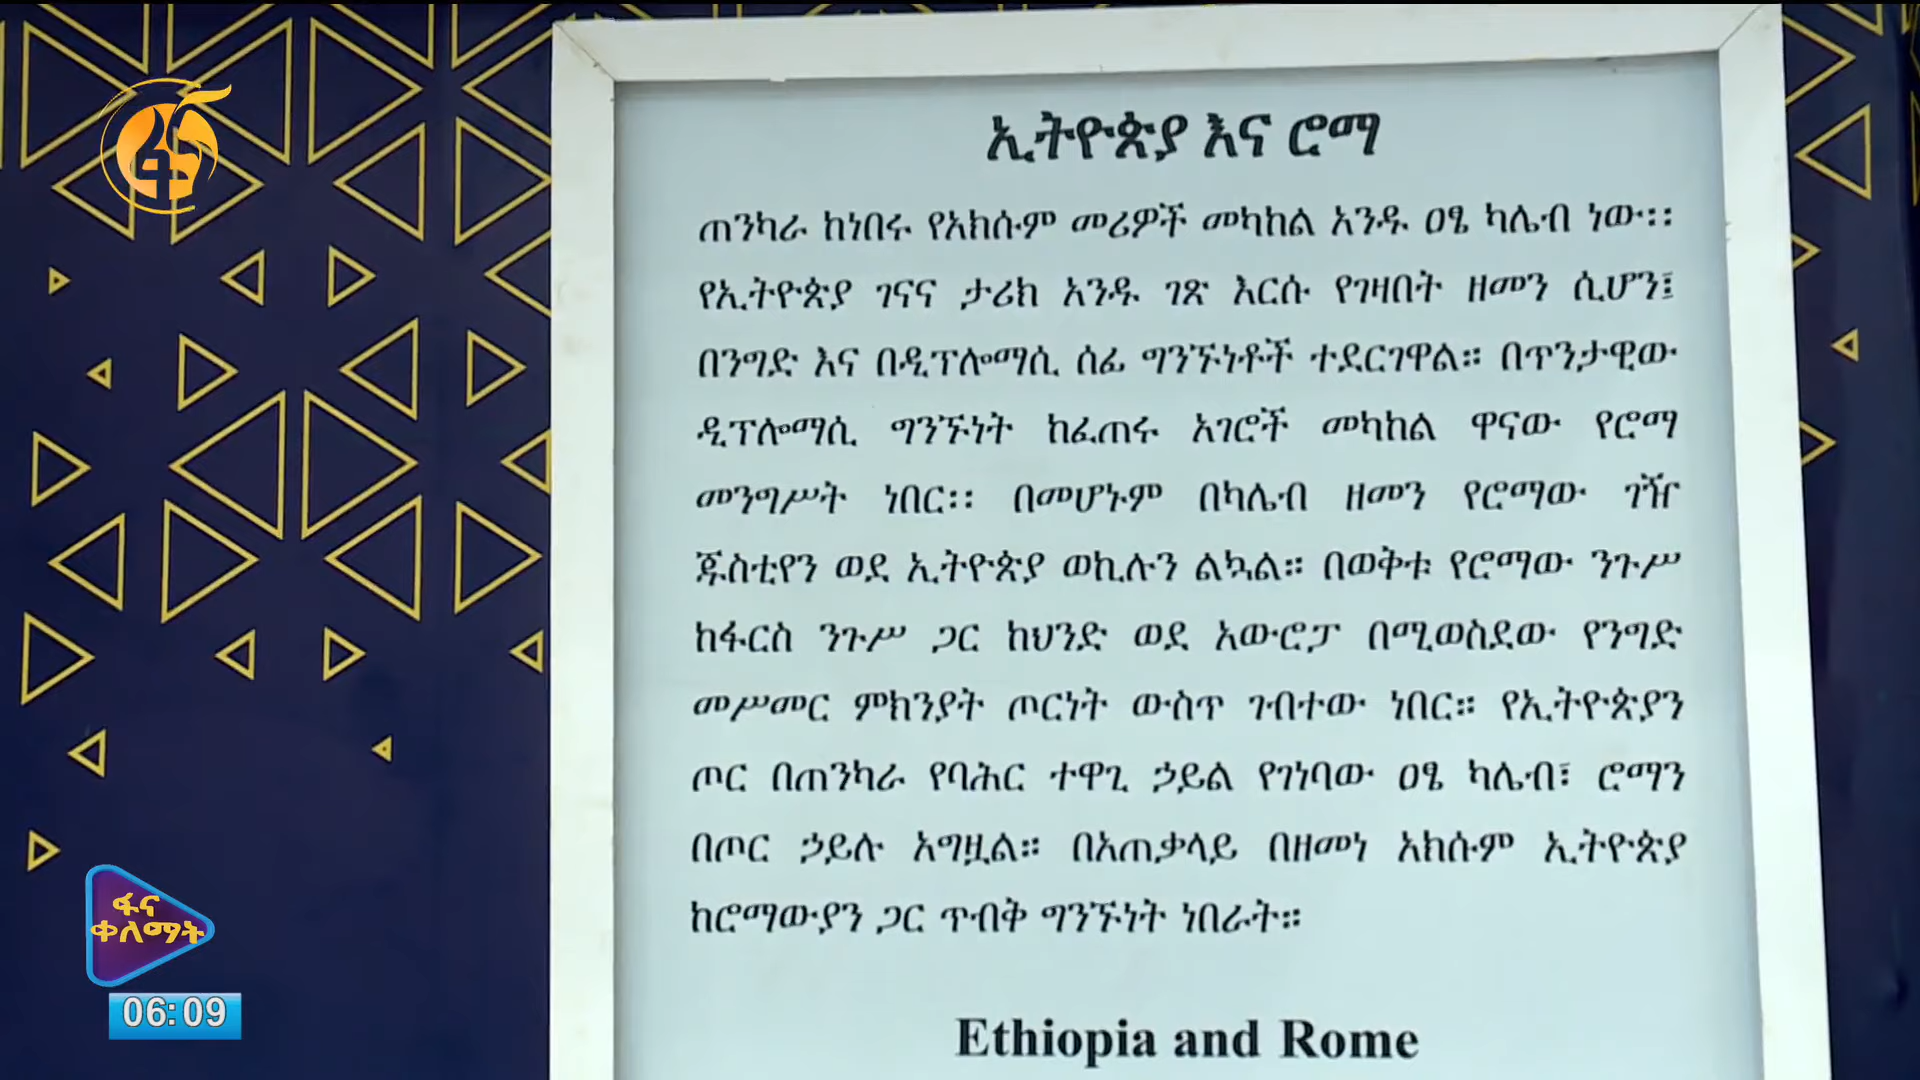 ፋና
ኢትዮጵያ እና ሮማ
ጠንካራ ከነበሩ የአክሱም መሪዎች መካከል አንዱ ዐፄ ካሌብ ነው፡፡
የኢትዮጵያ ገናና ታሪክ አንዱ ገጽ እርሱ የገዛበት ዘመን ሲሆን፤
በንግድ እና በዲፕሎማሲ ሰፊ ግንኙነቶች ተደርገዋል። በጥንታዊው
ዲፕሎማሲ ግንኙነት ከፈጠሩ አገሮች መካከል ዋናው የሮማ
መንግሥት ነበር፡፡ በመሆኑም በካሌብ ዘመን የሮማው ገዥ
ጁስቲየን ወደ ኢትዮጵያ ወኪሉን ልኳል። በወቅቱ የሮማው ንጉሥ
ከፋርስ ንጉሥ ጋር ከህንድ ወደ አውሮፓ በሚወስደው የንግድ
መሥመር ምክንያት ጦርነት ውስጥ ገብተው ነበር። የኢትዮጵያን
ጦር በጠንካራ የባሕር ተዋጊ ኃይል የገነባው ዐፄ ካሌብ፣ ሮማን
በጦር ኃይሉ አግዟል። በአጠቃላይ በዘመነ አክሱም ኢትዮጵያ
ከሮማውያን ጋር ጥብቅ ግንኙነት ነበራት።
Ethiopia and Rome
ፋና
ቀለማት
06:09